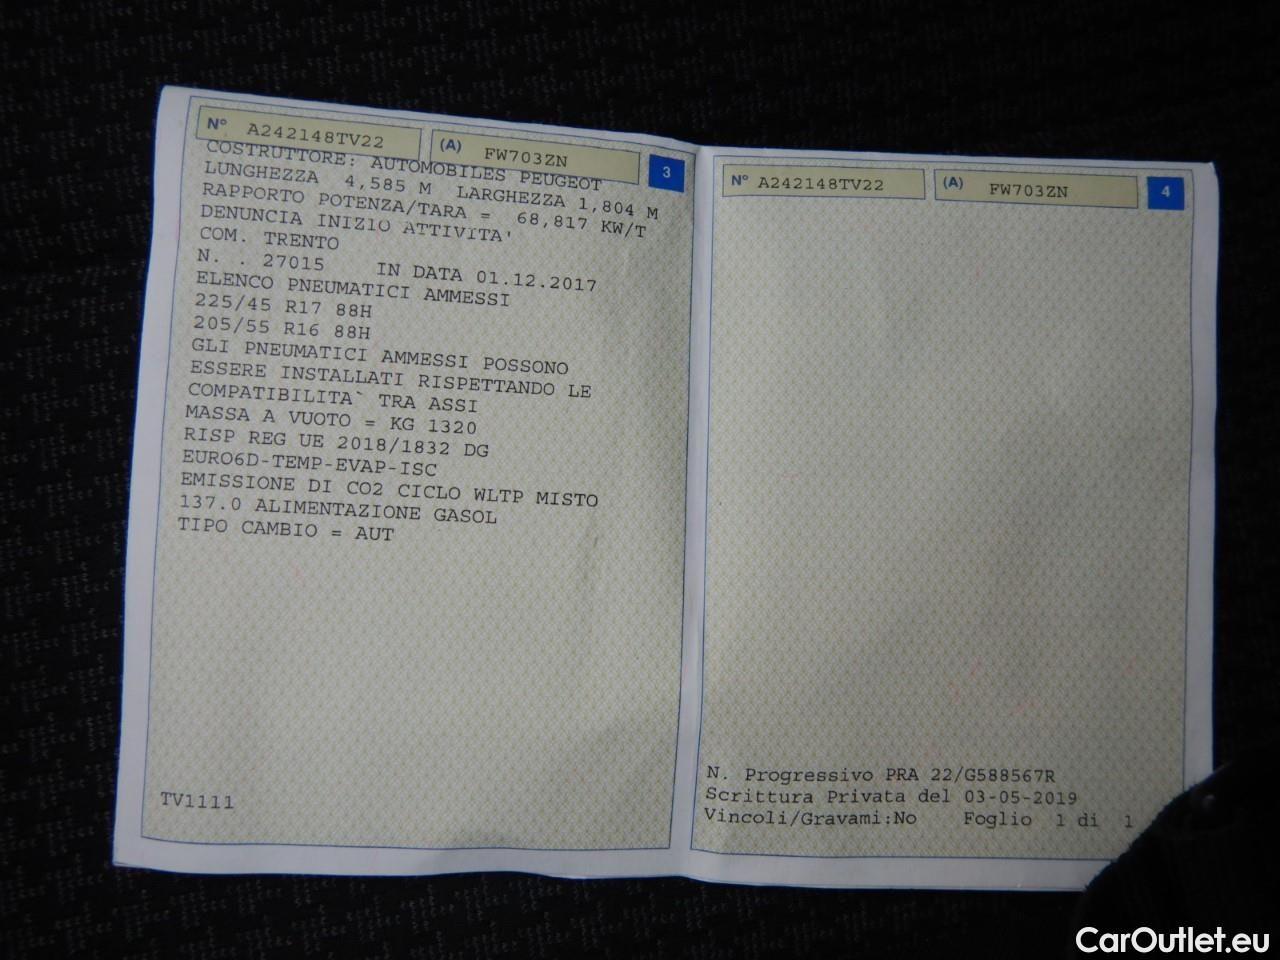 N° A242148TV22 (A) FW703ZN 3
COSTRUTTORE: AUTOMOBILES PEUGEOT
LUNGHEZZA 4,585 M LARGHEZZA 1,804 M
RAPPORTO POTENZA/TARA = 68,817 KW/T
DENUNCIA INIZIO ATTIVITA'
COM. TRENTO
N. . 27015 IN DATA 01.12.2017
ELENCO PNEUMATICI AMMESSI
225/45 R17 88H
205/55 R16 88H
GLI PNEUMATICI AMMESSI POSSONO
ESSERE INSTALLATI RISPETTANDO LE
COMPATIBILITA` TRA ASSI
MASSA A VUOTO = KG 1320
RISP REG UE 2018/1832 DG
EURO6D-TEMP-EVAP-ISC
EMISSIONE DI CO2 CICLO WLTP MISTO
137.0 ALIMENTAZIONE GASOL
TIPO CAMBIO = AUT
TV1111
N° A242148TV22 (A) FW703ZN 4
N. Progressivo PRA 22/G588567R
Scrittura Privata del 03-05-2019
Vincoli/Gravami:No Foglio 1 di 1
CarOutlet.eu